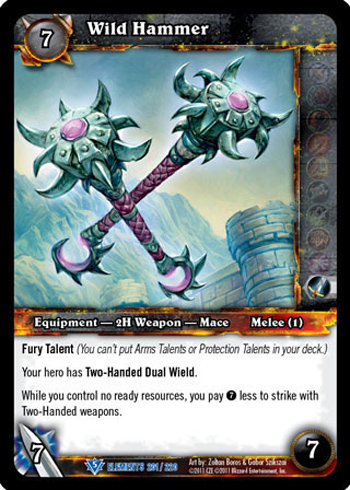 7 Wild Hammer
Equipment — 2H Weapon — Mace Melee (1)
Fury Talent (You can't put Arms Talents or Protection Talents in your deck.)
Your hero has Two-Handed Dual Wield.
While you control no ready resources, you pay 7 less to strike with
Two-Handed weapons.
7
ELEMENTS 201/220
Art by: Zoltan Boros & Gabor Szikszai
©2011 CZE ©2011 Blizzard Entertainment, Inc.
7